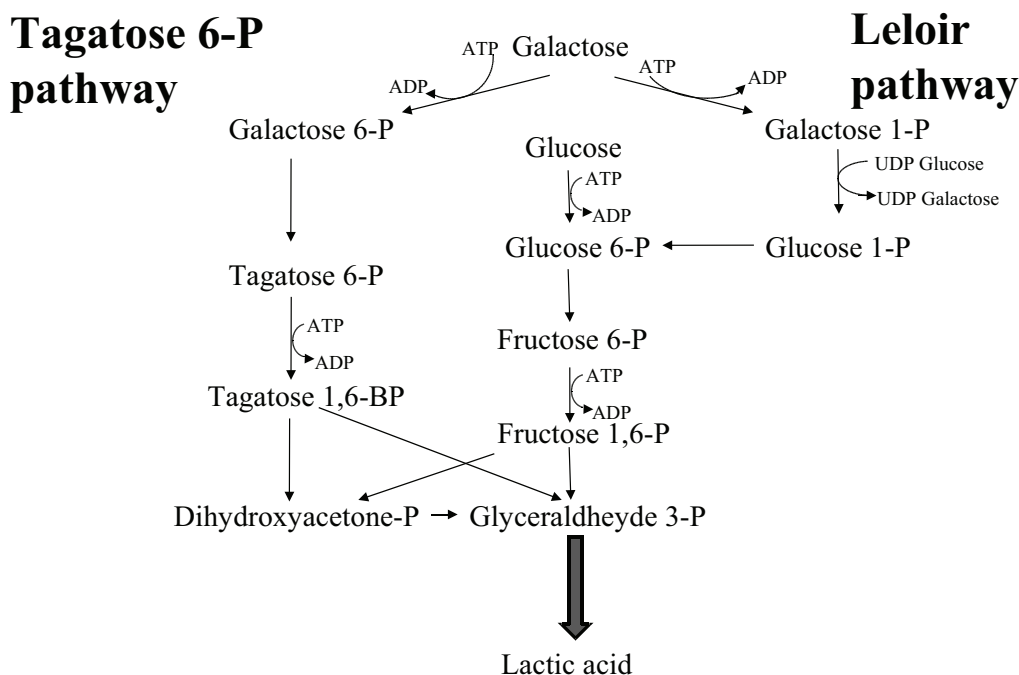 Tagatose 6-P
pathway
Leloir
pathway
Galactose
ATP
ADP
ATP
ADP
Galactose 6-P
Galactose 1-P
Glucose
UDP Glucose
UDP Galactose
ATP
ADP
Glucose 6-P
Glucose 1-P
Tagatose 6-P
ATP
ADP
Fructose 6-P
ATP
ADP
Tagatose 1,6-BP
Fructose 1,6-P
Dihydroxyacetone-P
Glyceraldheyde 3-P
Lactic acid